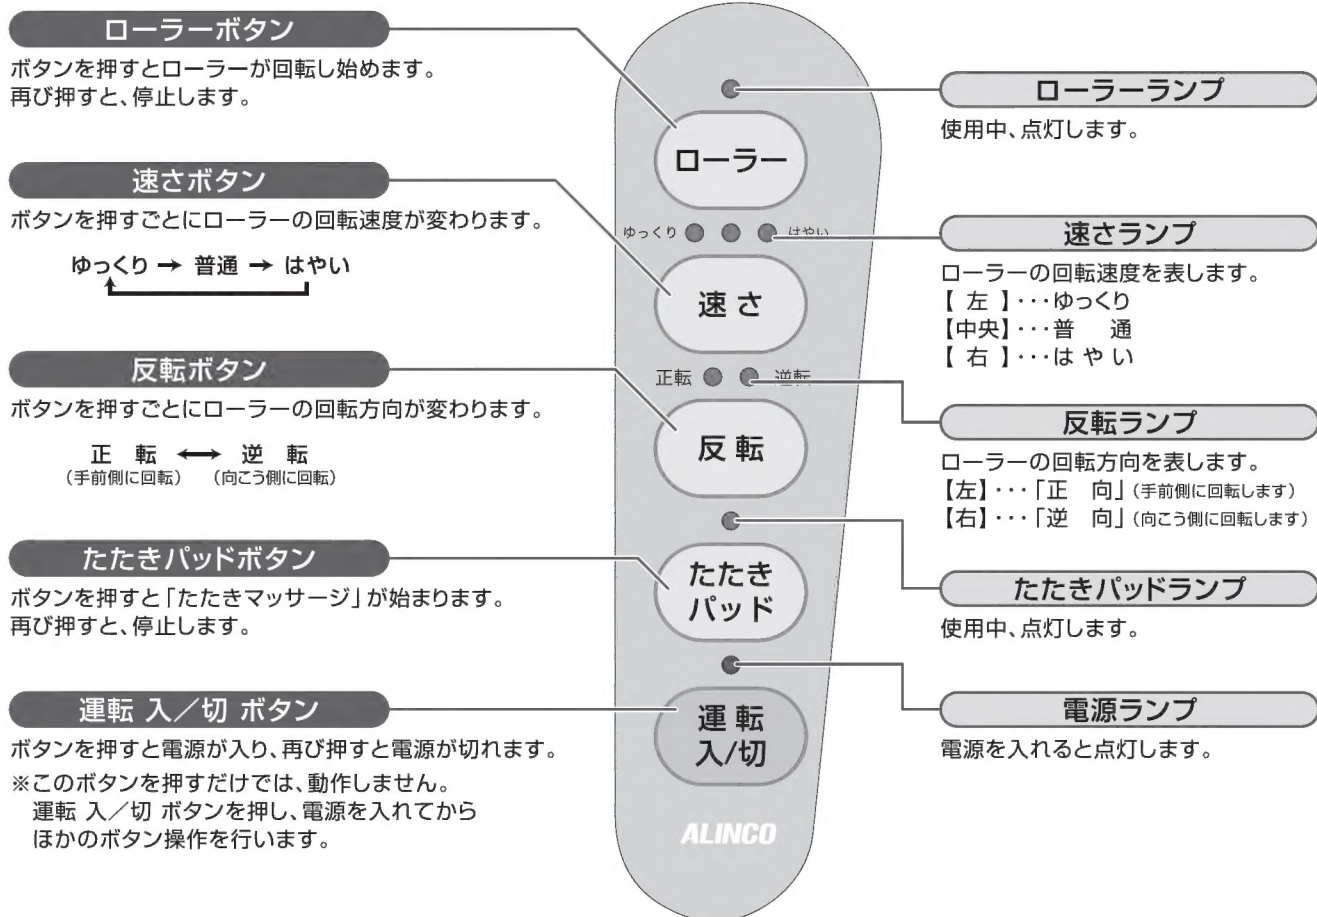 ローラーボタン
ボタンを押すとローラーが回転し始めます。
再び押すと、停止します。
速さボタン
ボタンを押すごとにローラーの回転速度が変わります。
ゆっくり → 普通 → はやい
反転ボタン
ボタンを押すごとにローラーの回転方向が変わります。
正 転 ⟷ 逆 転
(手前側に回転) (向こう側に回転)
たたきパッドボタン
ボタンを押すと「たたきマッサージ」が始まります。
再び押すと、停止します。
運転 入／切 ボタン
ボタンを押すと電源が入り、再び押すと電源が切れます。
※このボタンを押すだけでは、動作しません。
運転 入／切 ボタンを押し、電源を入れてから
ほかのボタン操作を行います。
ローラー
ゆっくり はやい
速 さ
正転 逆転
反 転
たたき
パッド
運 転
入/切
ALINCO
ローラーランプ
使用中、点灯します。
速さランプ
ローラーの回転速度を表します。
【 左 】･･･ゆっくり
【中央】･･･普 通
【 右 】･･･は や い
反転ランプ
ローラーの回転方向を表します。
【左】･･･「正 向」(手前側に回転します)
【右】･･･「逆 向」(向こう側に回転します)
たたきパッドランプ
使用中、点灯します。
電源ランプ
電源を入れると点灯します。